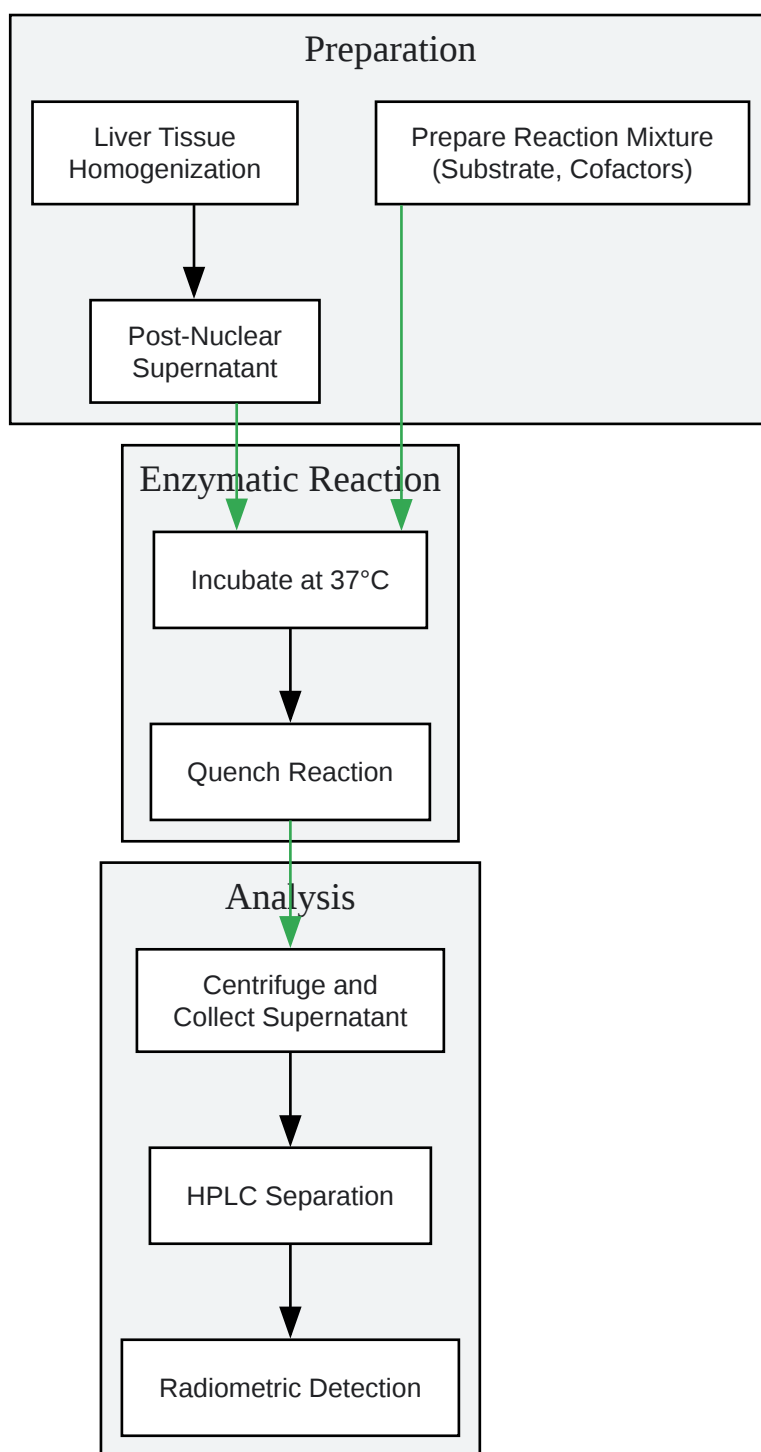 Preparation
Liver Tissue
Homogenization
Prepare Reaction Mixture
(Substrate, Cofactors)
Post-Nuclear
Supernatant
Enzymatic Reaction
Incubate at 37°C
Quench Reaction
Analysis
Centrifuge and
Collect Supernatant
HPLC Separation
Radiometric Detection